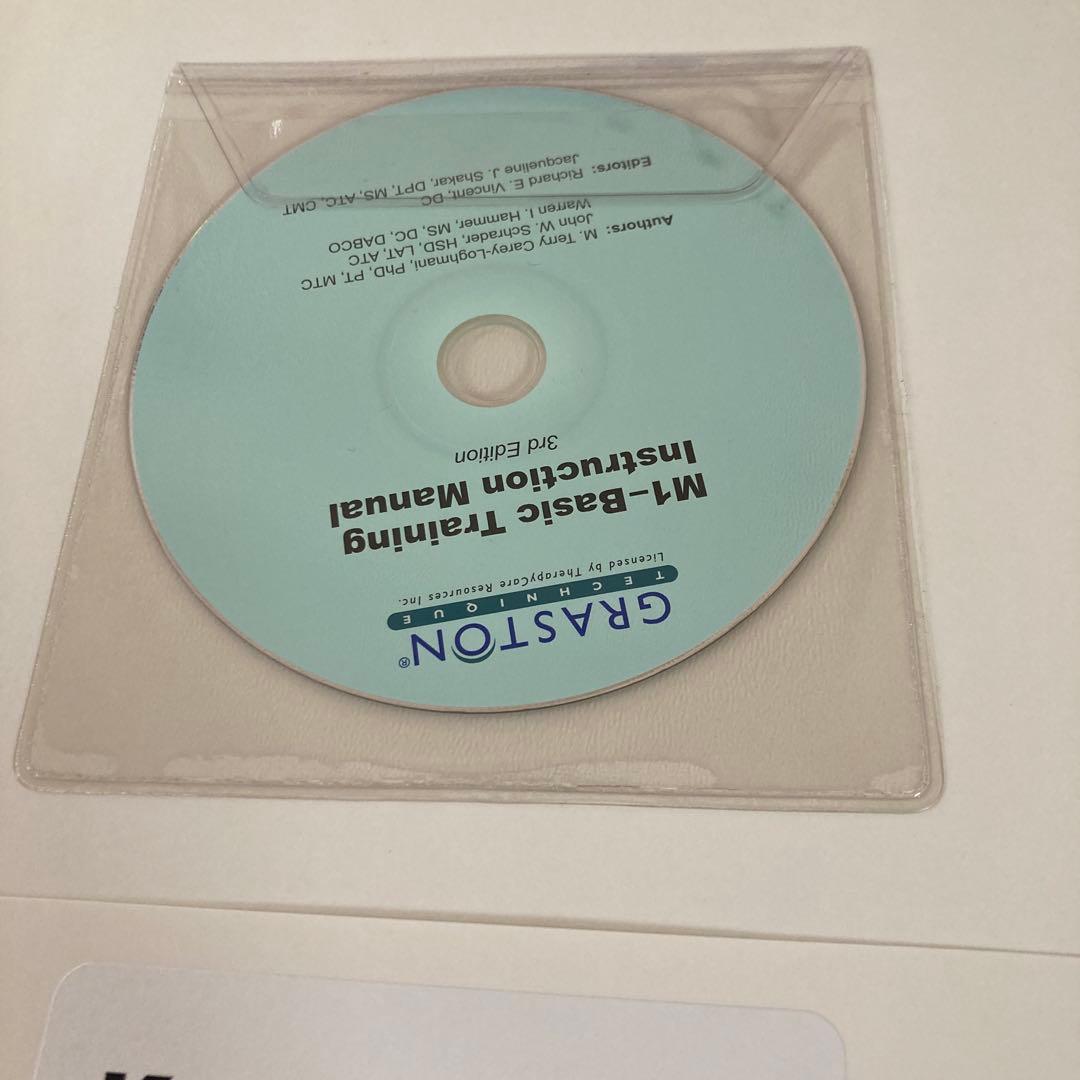 GRASTON®
TECHNIQUE
Licensed by TherapyCare Resources Inc.
M1–Basic Training
Instruction Manual
3rd Edition
Authors: M. Terry Carey-Loghmani, PhD, PT, MTC
John W. Schrader, HSD, LAT, ATC
Warren I. Hammer, MS, DC, DABCO
Editors: Richard E. Vincent, DC
Jacqueline J. Shakar, DPT, MS, ATC, CMT